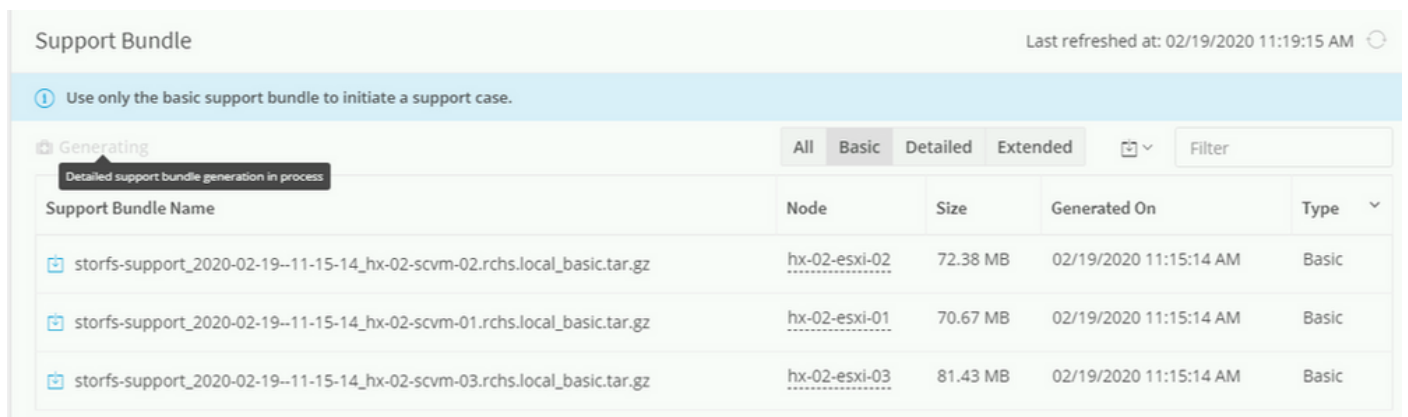 Support Bundle Last refreshed at: 02/19/2020 11:19:15 AM
Use only the basic support bundle to initiate a support case.
Generating All Basic Detailed Extended Filter
Detailed support bundle generation in process
Support Bundle Name Node Size Generated On Type
storfs-support_2020-02-19--11-15-14_hx-02-scvm-02.rchs.local_basic.tar.gz hx-02-esxi-02 72.38 MB 02/19/2020 11:15:14 AM Basic
storfs-support_2020-02-19--11-15-14_hx-02-scvm-01.rchs.local_basic.tar.gz hx-02-esxi-01 70.67 MB 02/19/2020 11:15:14 AM Basic
storfs-support_2020-02-19--11-15-14_hx-02-scvm-03.rchs.local_basic.tar.gz hx-02-esxi-03 81.43 MB 02/19/2020 11:15:14 AM Basic